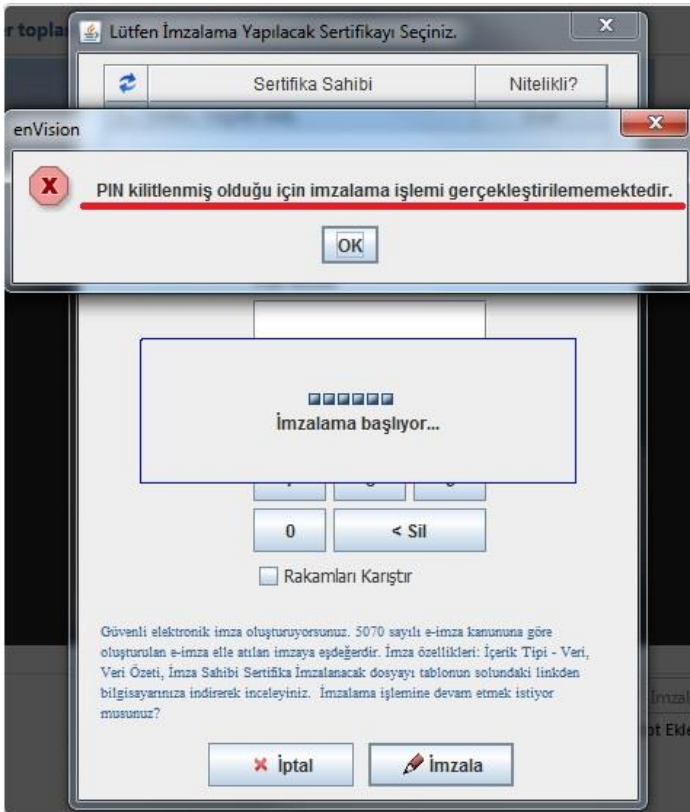 r topla
Lütfen İmzalama Yapılacak Sertifikayı Seçiniz.
Sertifika Sahibi
Nitelikli?
enVision
PIN kilitlenmiş olduğu için imzalama işlemi gerçekleştirilememektedir.
OK
İmzalama başlıyor...
0
< Sil
Rakamları Karıştır
Güvenli elektronik imza oluşturuyorsunuz. 5070 sayılı e-imza kanununa göre
oluşturulan e-imza elle atılan imzaya eşdeğerdir. İmza özellikleri: İçerik Tipi - Veri,
Veri Özeti, İmza Sahibi Sertifika İmzalanacak dosyayı tablonun solundaki linkden
bilgisayarınıza indirerek inceleyiniz. İmzalama işlemine devam etmek istiyor
musunuz?
İptal
İmzala
İmzal
ot Ekle